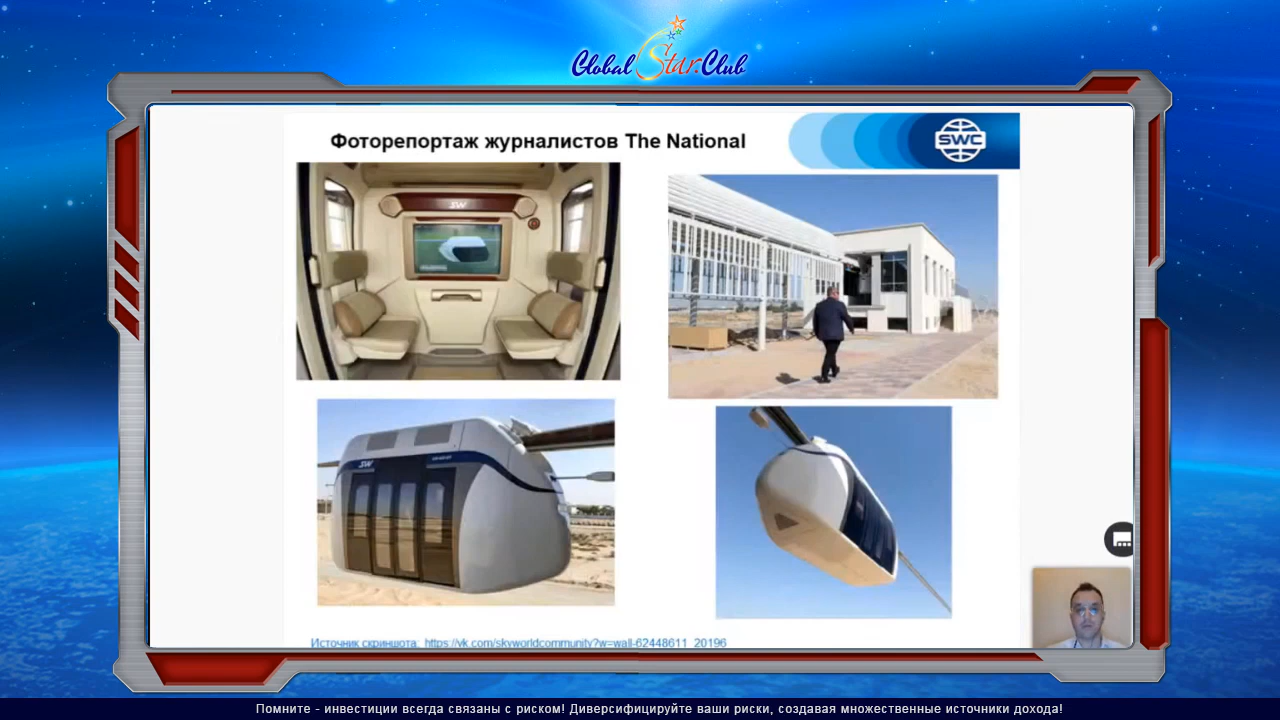 Global Star.Club
Фоторепортаж журналистов The National
SWC
SW
SW
Источник скриншота: https://vk.com/skyworldcommunity?w=wall-62448611_20196
Помните - инвестиции всегда связаны с риском! Диверсифицируйте ваши риски, создавая множественные источники дохода!